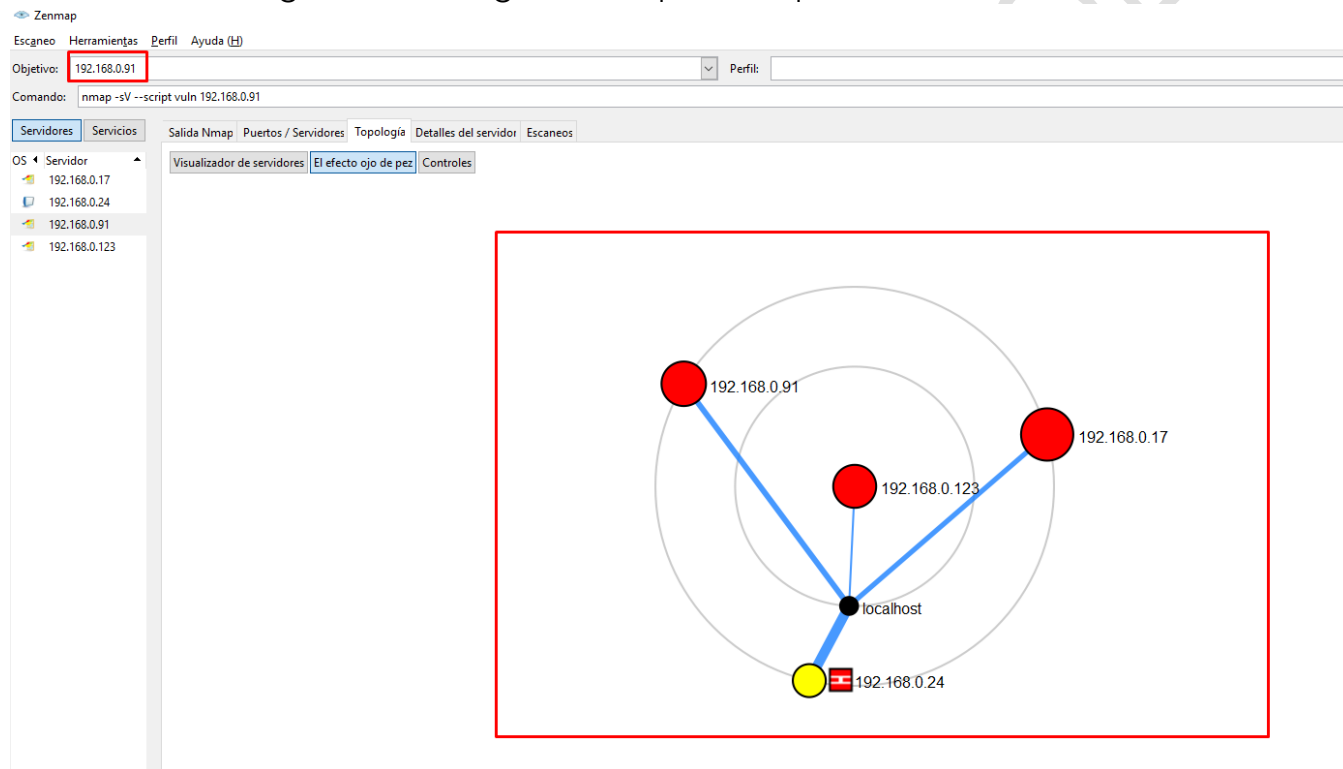 Zenmap
Escaneo Herramientas Perfil Ayuda (H)
Objetivo: 192.168.0.91 Perfil:
Comando: nmap -sV --script vuln 192.168.0.91
Servidores Servicios Salida Nmap Puertos / Servidores Topología Detalles del servidor Escaneos
OS Servidor Visualizador de servidores El efecto ojo de pez Controles
192.168.0.17
192.168.0.24
192.168.0.91
192.168.0.123
192.168.0.91
192.168.0.17
192.168.0.123
localhost
192.168.0.24